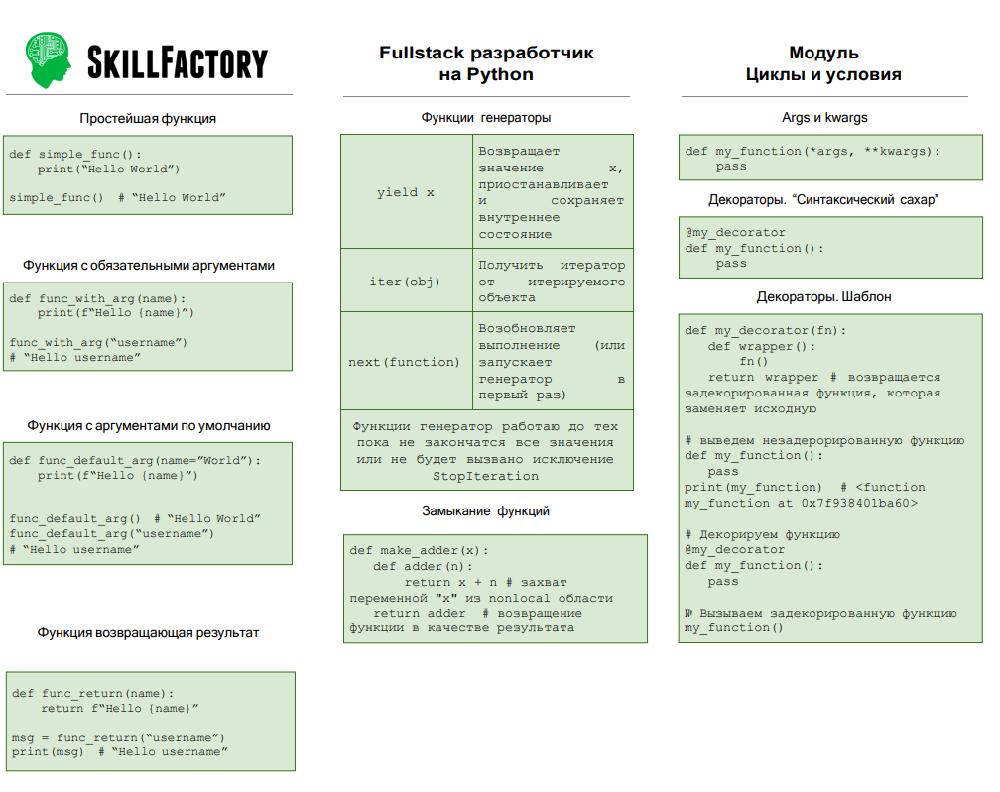 SKILLFACTORY
Fullstack разработчик
на Python
Модуль
Циклы и условия
Простейшая функция
def simple_func():
print(“Hello World”)
simple_func() # “Hello World”
Функция с обязательными аргументами
def func_with_arg(name):
print(f“Hello {name}”)
func_with_arg(“username”)
# “Hello username”
Функция с аргументами по умолчанию
def func_default_arg(name=”World”):
print(f“Hello {name}”)
func_default_arg() # “Hello World”
func_default_arg(“username”)
# “Hello username”
Функция возвращающая результат
def func_return(name):
return f“Hello {name}”
msg = func_return(“username”)
print(msg) # “Hello username”
Функции генераторы
yield x
Возвращает
значение x,
приостанавливает
и сохраняет
внутреннее
состояние
iter(obj)
Получить итератор
от итерируемого
объекта
next(function)
Возобновляет
выполнение (или
запускает
генератор в
первый раз)
Функции генератор работаю до тех
пока не закончатся все значения
или не будет вызвано исключение
StopIteration
Замыкание функций
def make_adder(x):
def adder(n):
return x + n # захват
переменной "x" из nonlocal области
return adder # возвращение
функции в качестве результата
Args и kwargs
def my_function(*args, **kwargs):
pass
Декораторы. “Синтаксический сахар”
@my_decorator
def my_function():
pass
Декораторы. Шаблон
def my_decorator(fn):
def wrapper():
fn()
return wrapper # возвращается
задекорированная функция, которая
заменяет исходную
# выведем незадерорированную функцию
def my_function():
pass
print(my_function) # <function
my_function at 0x7f938401ba60>
# Декорируем функцию
@my_decorator
def my_function():
pass
№ Вызываем задекорированную функцию
my_function()